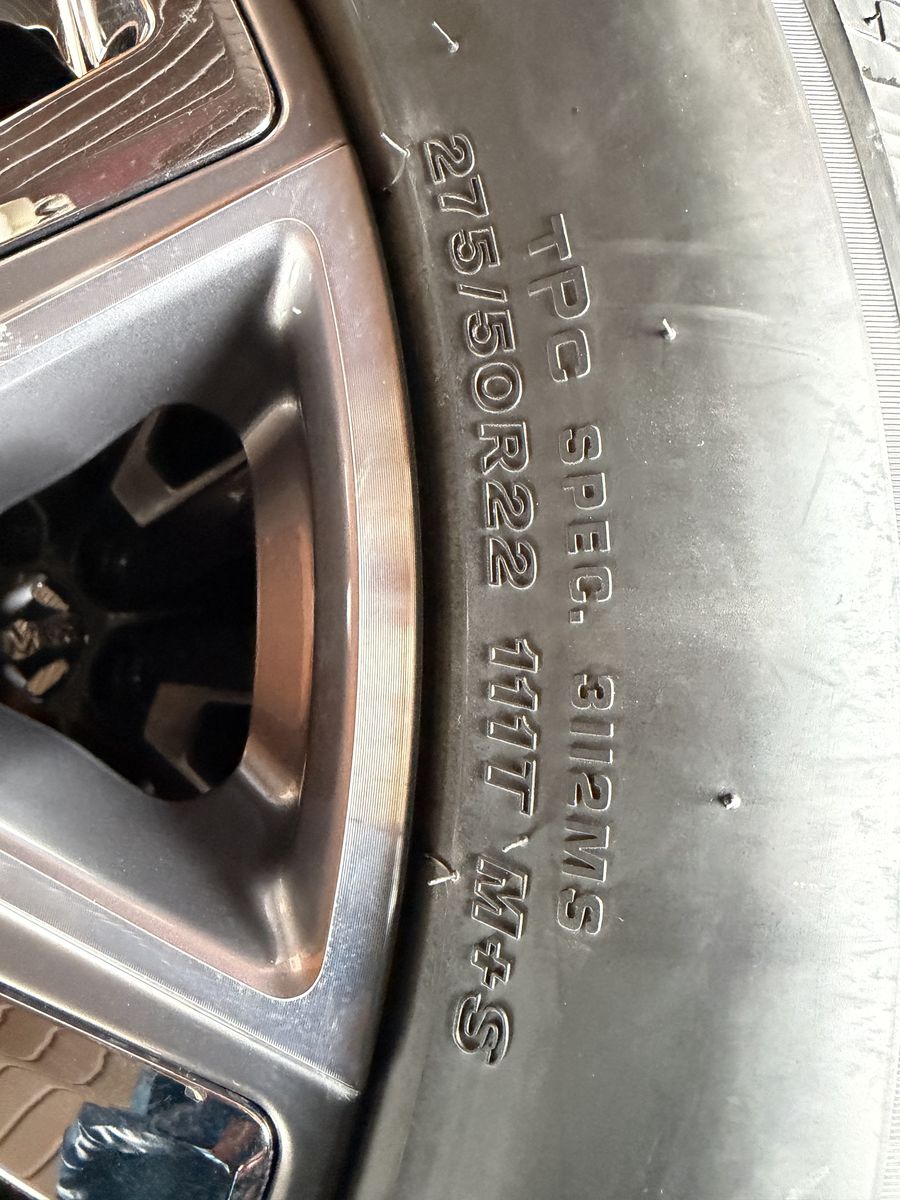 TPC SPEC. 3112MS
275/50R22 111T M+S